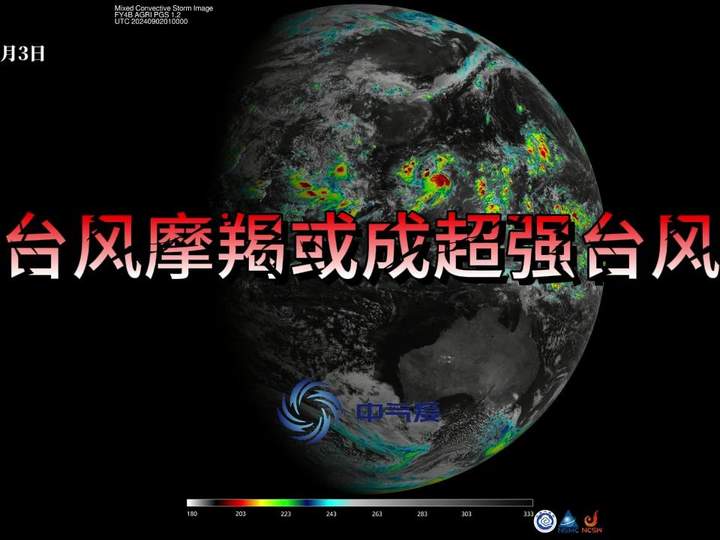 Mixed Convective Storm Image
FY4B AGRI PGS 1.2
UTC 20240902010000
月3日
台风摩羯或成超强台风
中气爱
180 203 223 243 263 283 303 333
NSMC NCSW